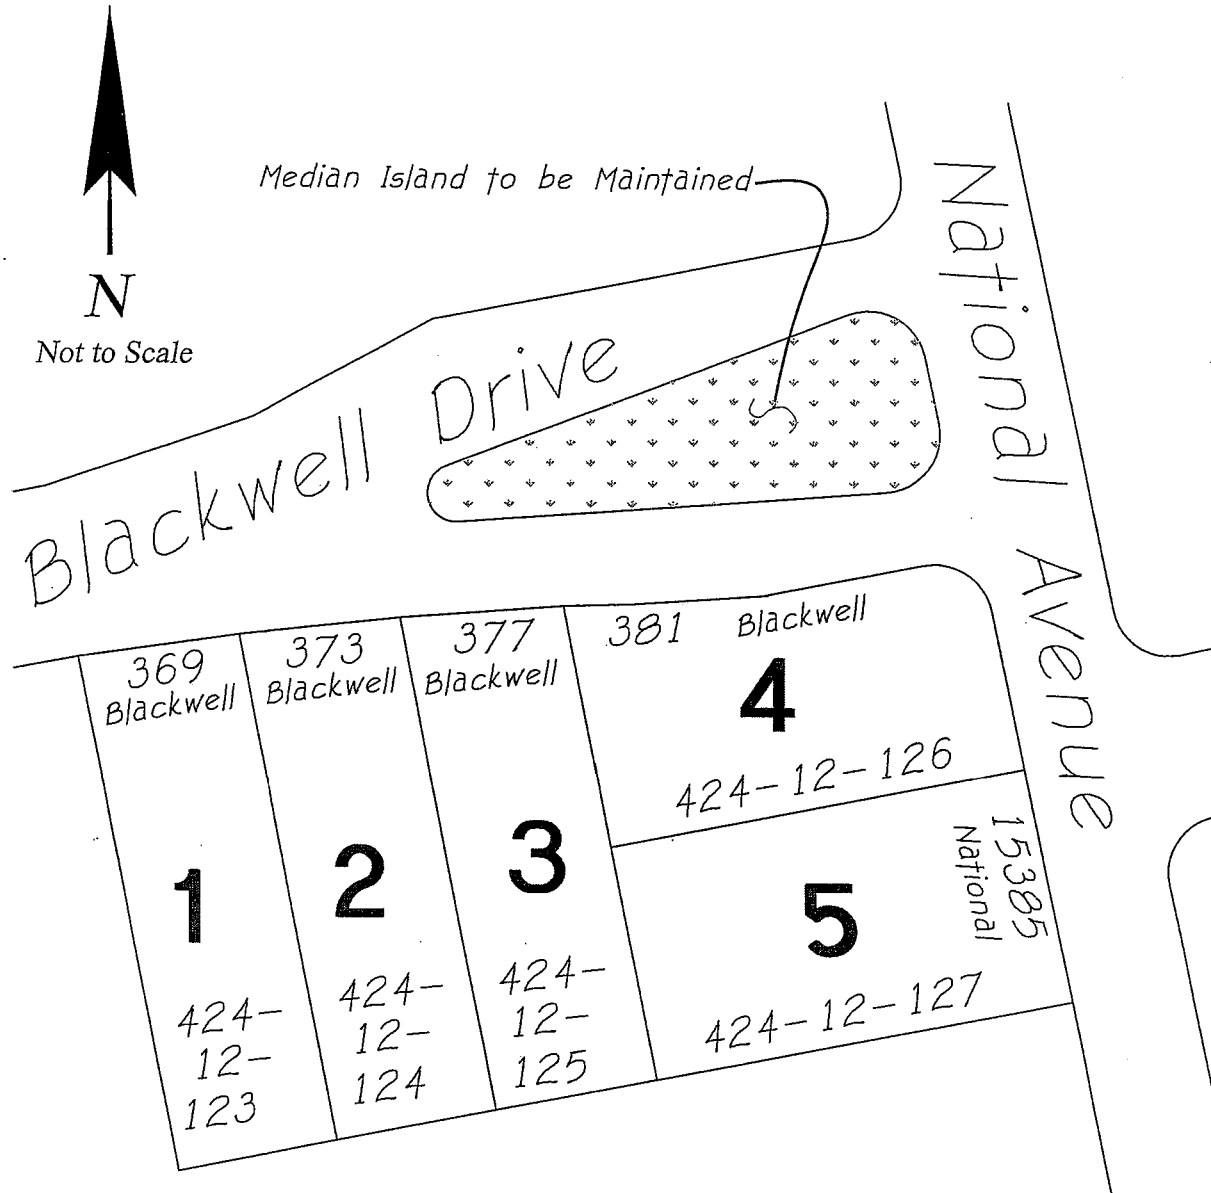 N
Not to Scale
Median Island to be Maintained
National Avenue
Blackwell Drive
369
Blackwell
1
424-
12-
123
373
Blackwell
2
424-
12-
124
377
Blackwell
3
424-
12-
125
381 Blackwell
4
424-12-126
15385
National
5
424-12-127